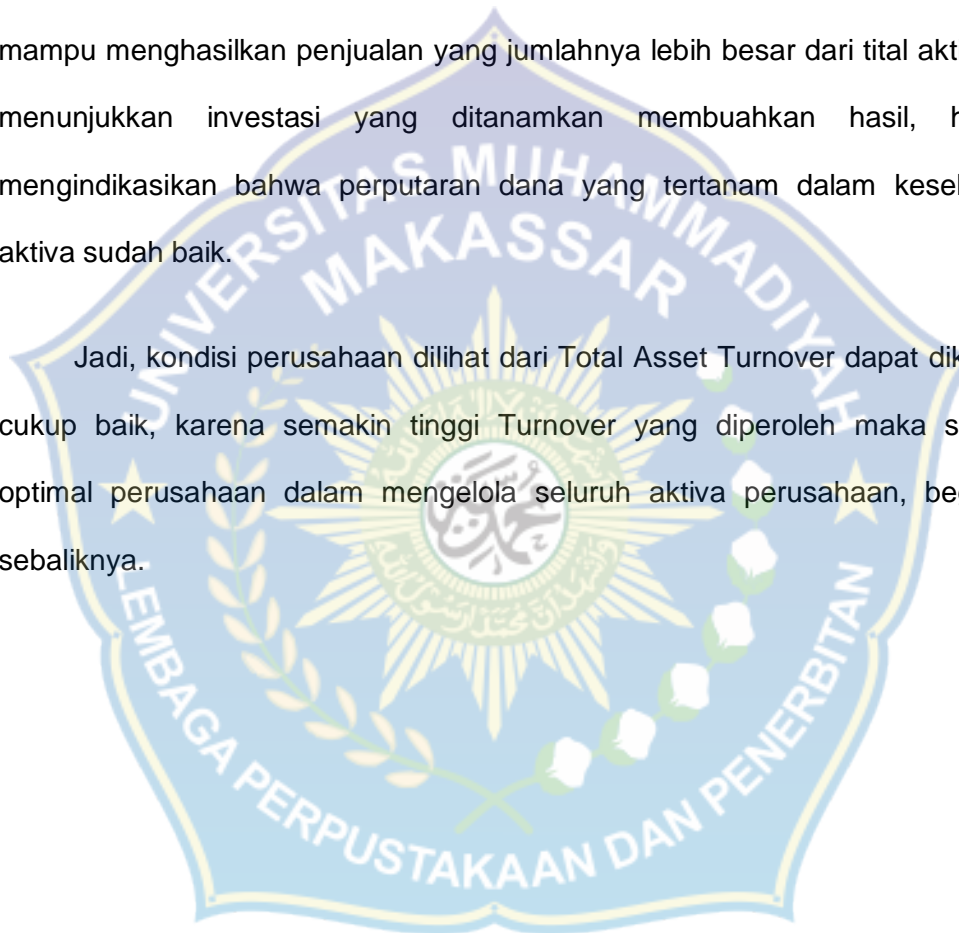 mampu menghasilkan penjualan yang jumlahnya lebih besar dari tital akt
menunjukkan investasi yang ditanamkan membuahkan hasil, h
mengindikasikan bahwa perputaran dana yang tertanam dalam kesel
aktiva sudah baik.
Jadi, kondisi perusahaan dilihat dari Total Asset Turnover dapat dik
cukup baik, karena semakin tinggi Turnover yang diperoleh maka s
optimal perusahaan dalam mengelola seluruh aktiva perusahaan, be
sebaliknya.
UNIVERSITAS MUHAMMADIYAH
MAKASSAR
LEMBAGA PERPUSTAKAAN DAN PENERBITAN